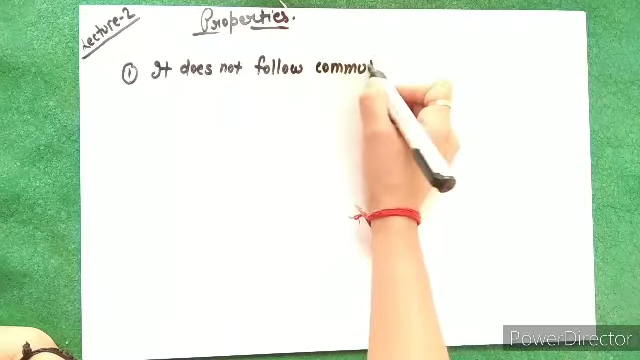 Lecture-2
Properties.
① It does not follow commu
PowerDirector